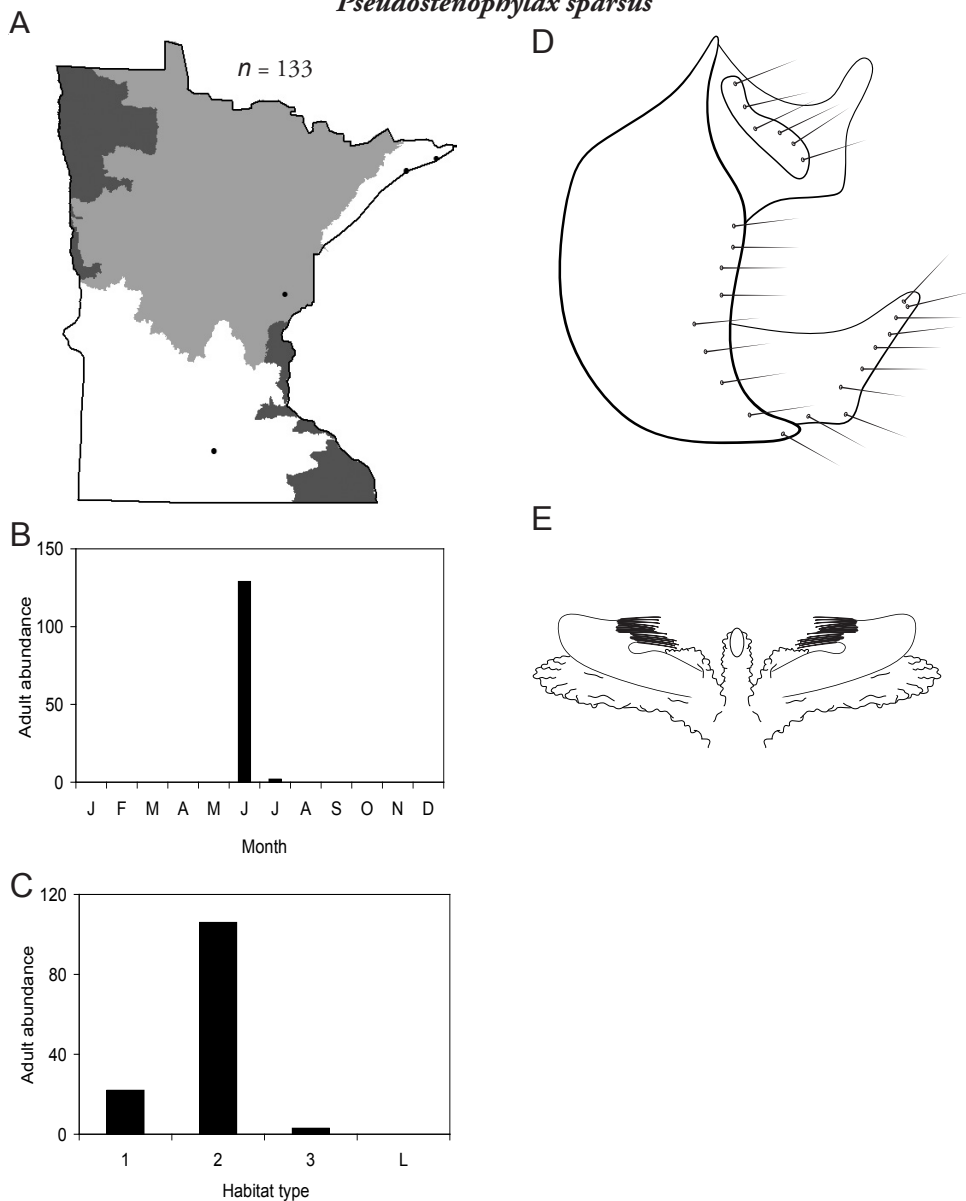 Pseudostenophylax sparsus
A
n = 133
D
B
150
100
50
0
Adult abundance
J F M A M J J A S O N D
Month
E
C
120
80
40
0
Adult abundance
1 2 3 L
Habitat type